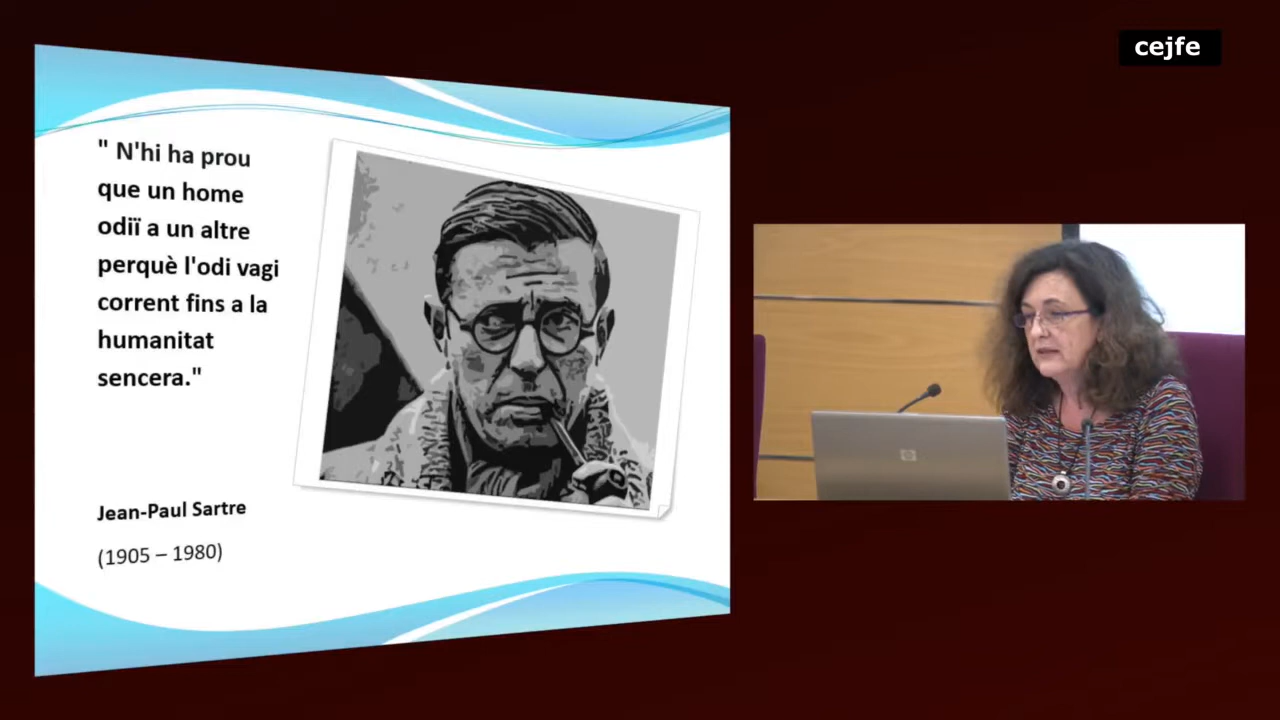 cejfe
" N'hi ha prou
que un home
odiï a un altre
perquè l'odi vagi
corrent fins a la
humanitat
sencera."
Jean-Paul Sartre
(1905 – 1980)
hp